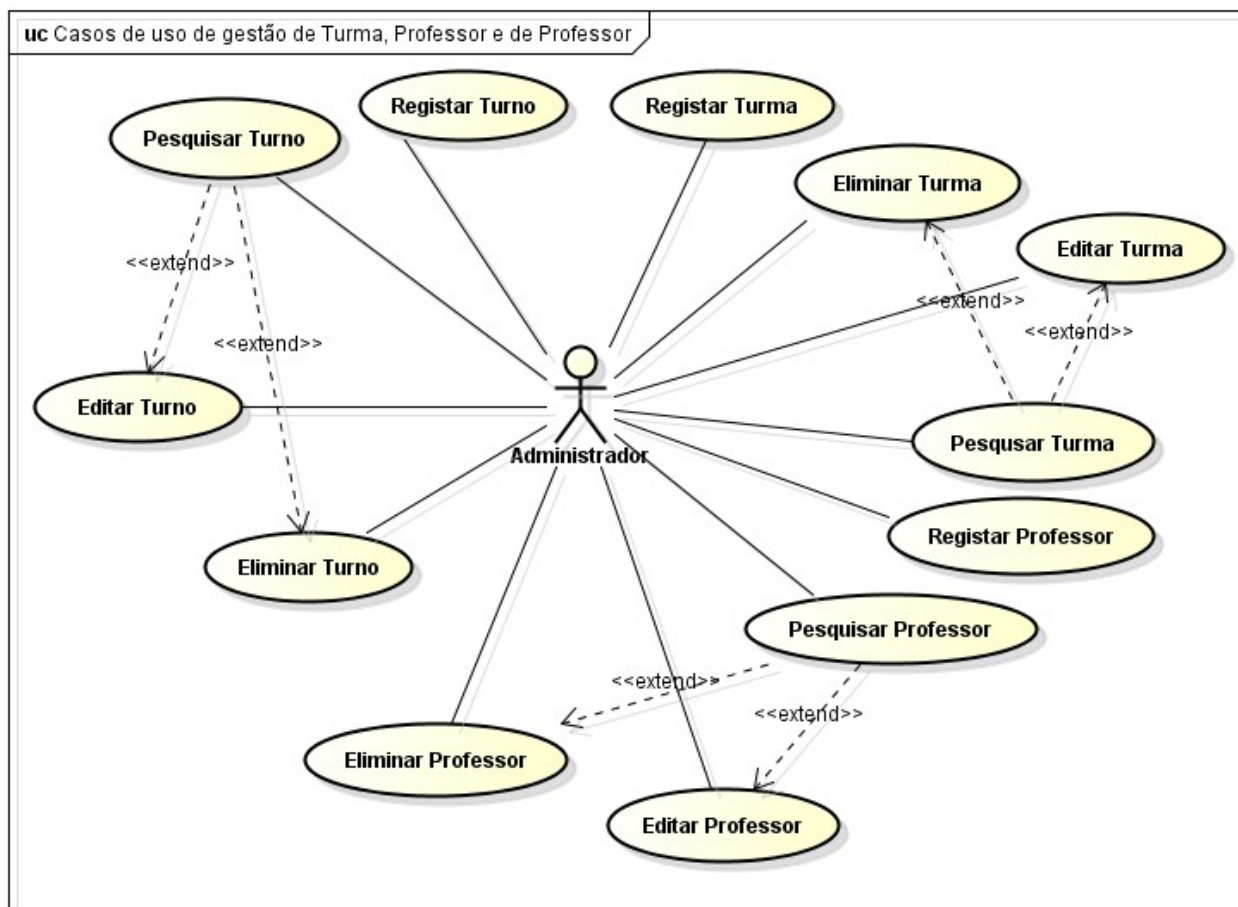 uc Casos de uso de gestão de Turma, Professor e de Professor
Registar Turno
Registar Turma
Pesquisar Turno
Eliminar Turma
Editar Turma
<<extend>>
<<extend>>
<<extend>>
<<extend>>
Editar Turno
Pesqusar Turma
Administrador
Registar Professor
Eliminar Turno
Pesquisar Professor
<<extend>>
<<extend>>
Eliminar Professor
Editar Professor